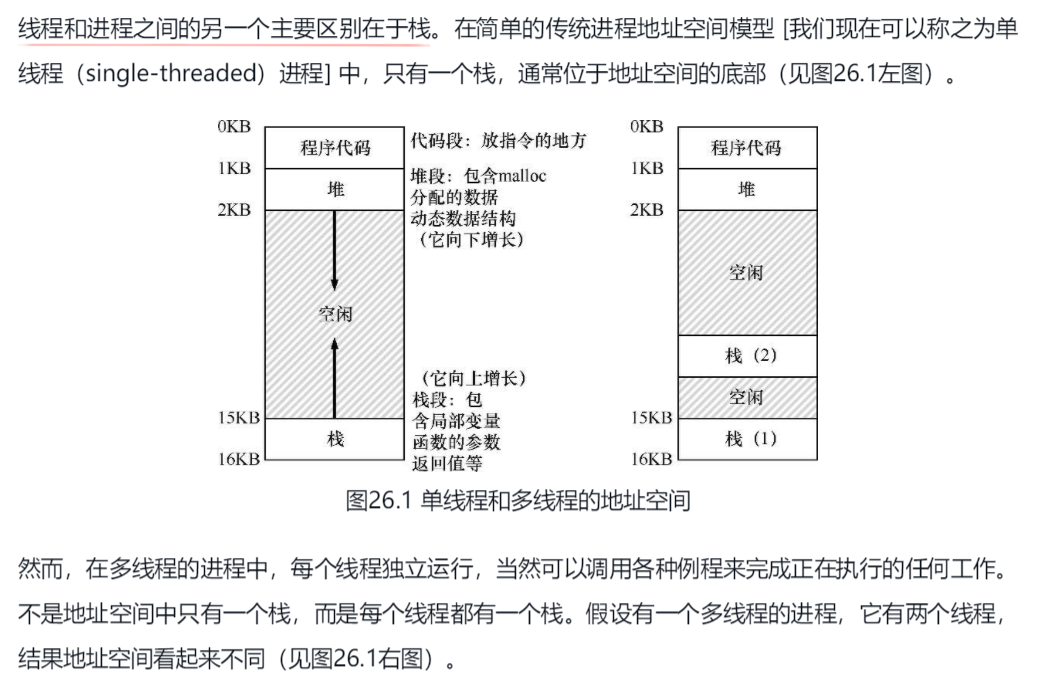 线程和进程之间的另一个主要区别在于栈。在简单的传统进程地址空间模型 [我们现在可以称之为单
线程（single-threaded）进程] 中，只有一个栈，通常位于地址空间的底部（见图26.1左图）。
0KB
程序代码
1KB
堆
2KB
空闲
15KB
栈
16KB
代码段：放指令的地方
堆段：包含malloc
分配的数据
动态数据结构
（它向下增长）
（它向上增长）
栈段：包
含局部变量
函数的参数
返回值等
0KB
程序代码
1KB
堆
2KB
空闲
栈（2）
空闲
15KB
栈（1）
16KB
图26.1 单线程和多线程的地址空间
然而，在多线程的进程中，每个线程独立运行，当然可以调用各种例程来完成正在执行的任何工作。
不是地址空间中只有一个栈，而是每个线程都有一个栈。假设有一个多线程的进程，它有两个线程，
结果地址空间看起来不同（见图26.1右图）。